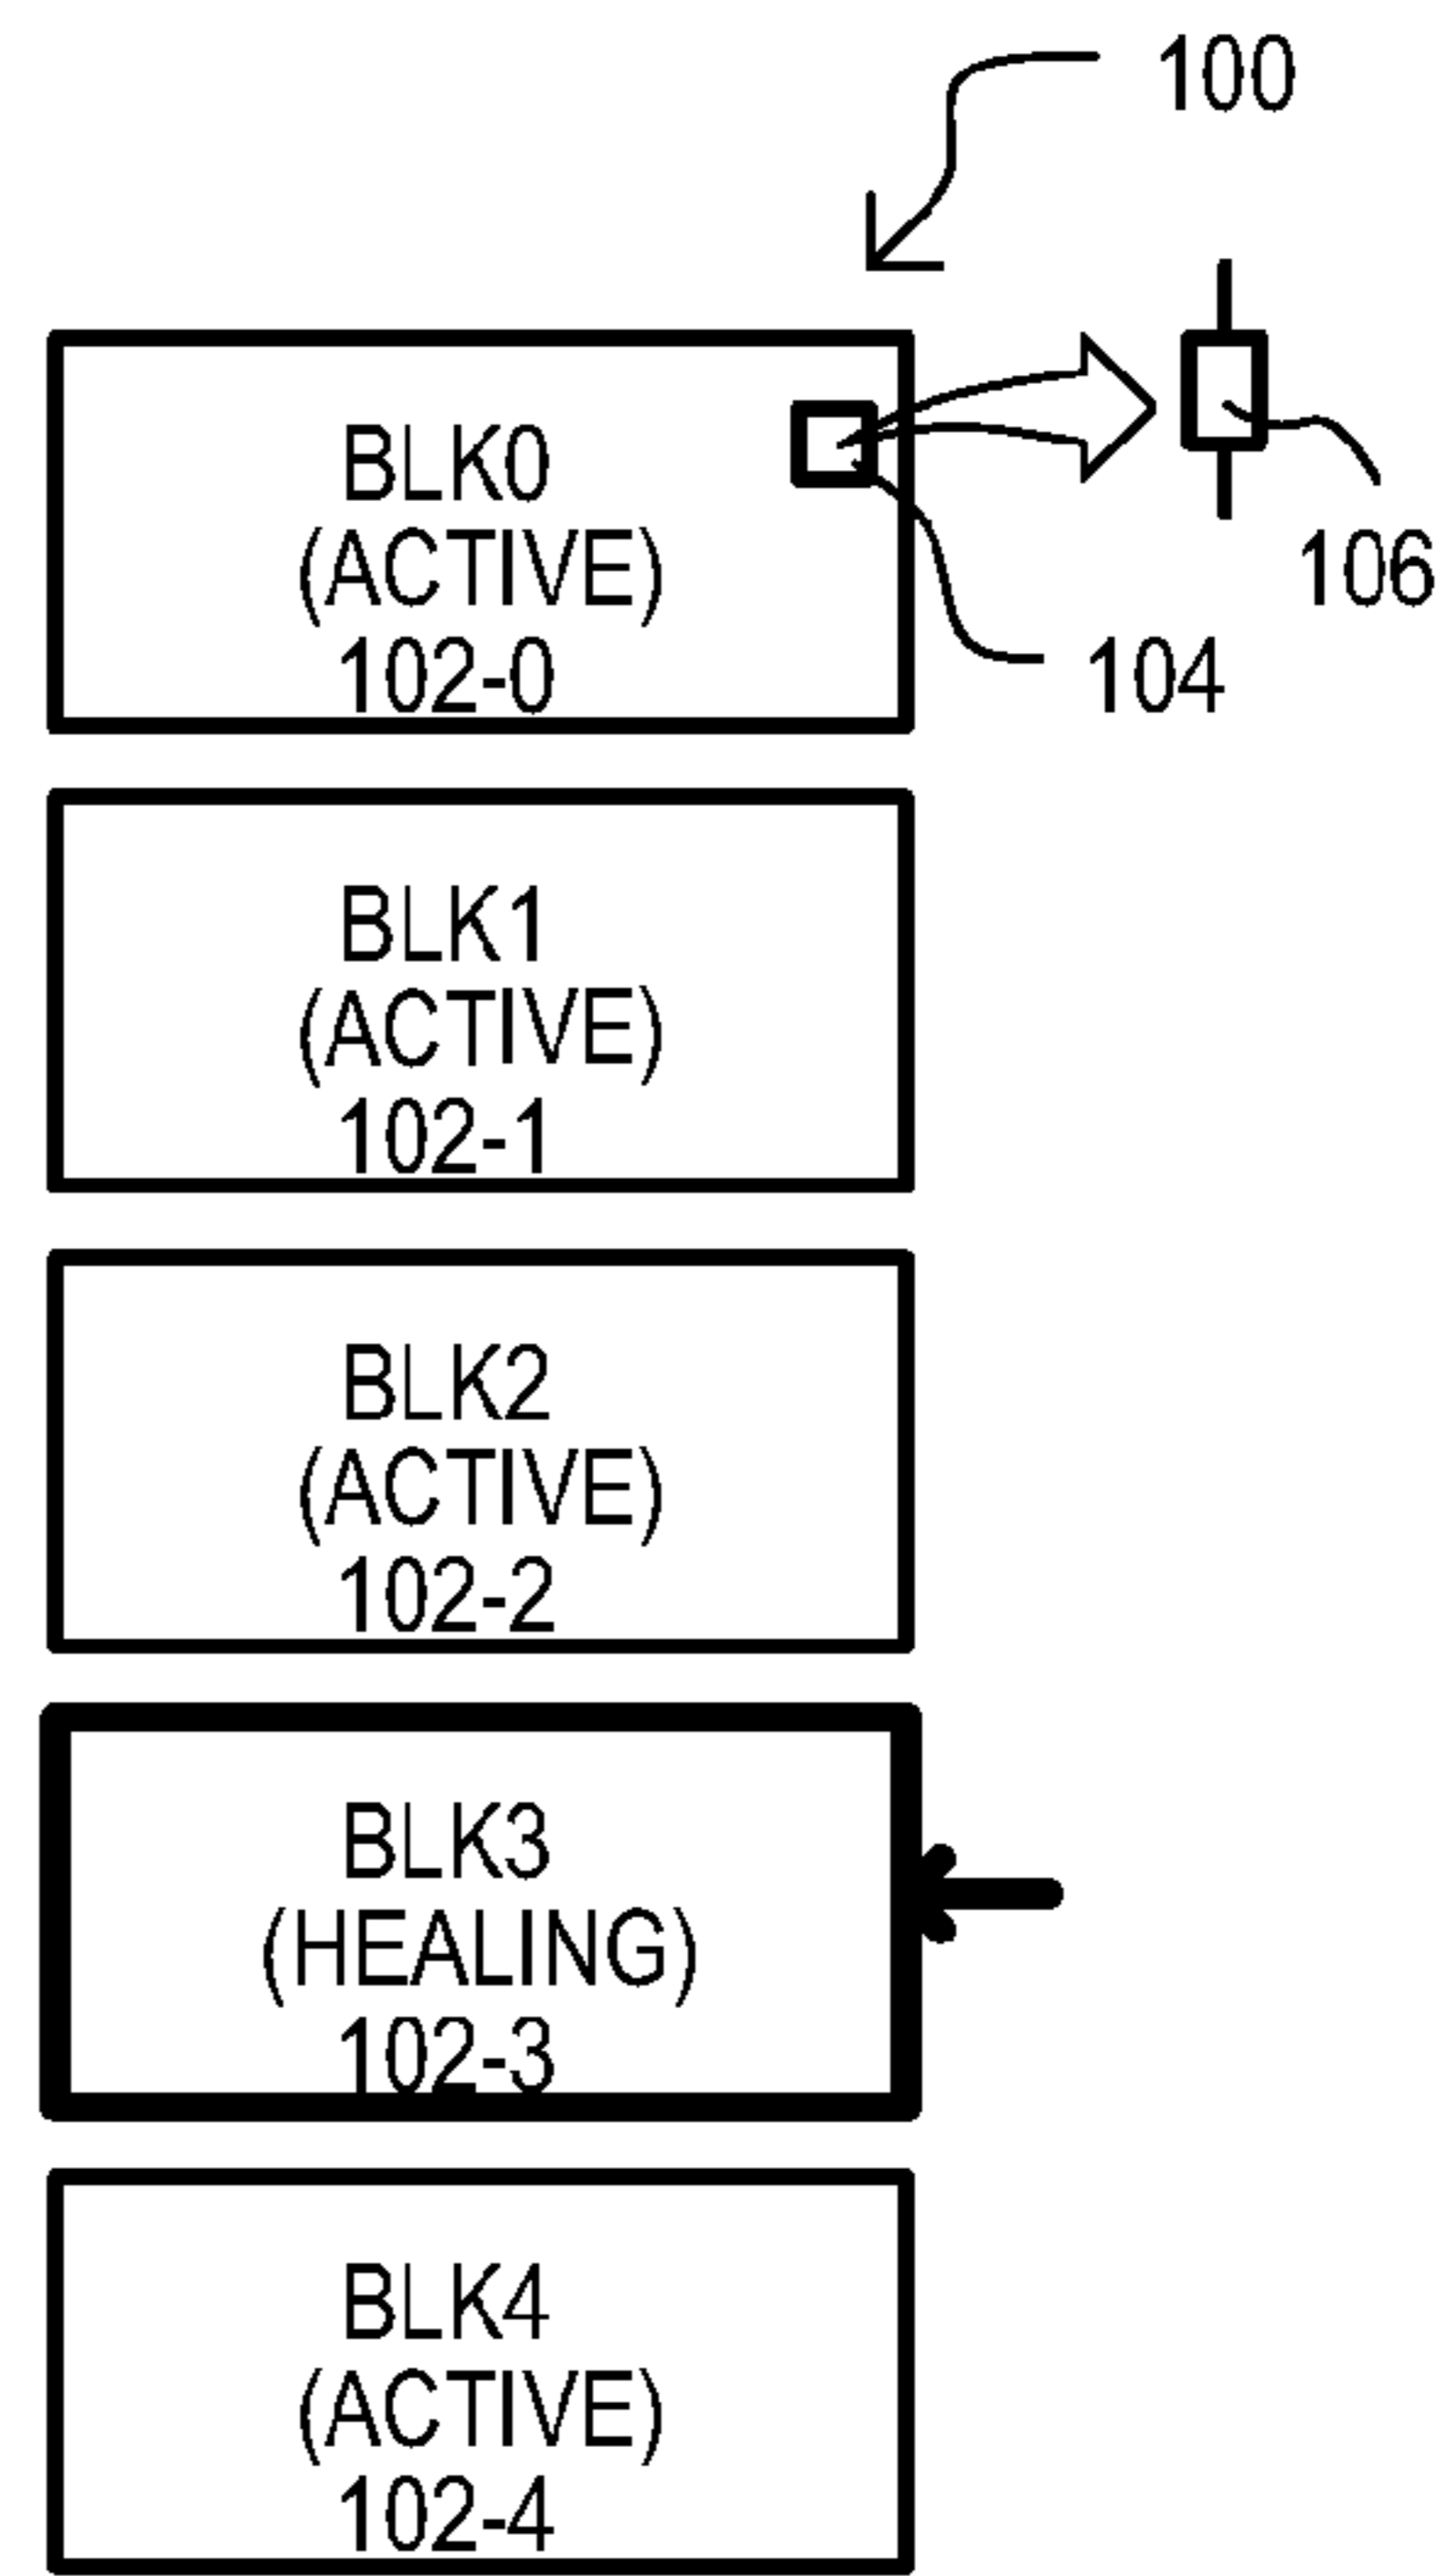 100
BLK0
(ACTIVE)
102-0
106
104
BLK1
(ACTIVE)
102-1
BLK2
(ACTIVE)
102-2
BLK3
(HEALING)
102-3
BLK4
(ACTIVE)
102-4